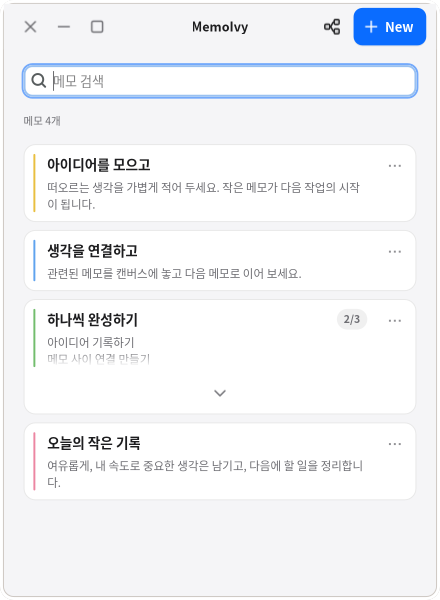 MemoIvy
New
메모 검색
메모 4개
아이디어를 모으고
떠오르는 생각을 가볍게 적어 두세요. 작은 메모가 다음 작업의 시작
이 됩니다.
생각을 연결하고
관련된 메모를 캔버스에 놓고 다음 메모로 이어 보세요.
하나씩 완성하기
2/3
아이디어 기록하기
메모 사이 연결 만들기
오늘의 작은 기록
여유롭게, 내 속도로 중요한 생각은 남기고, 다음에 할 일을 정리합니
다.